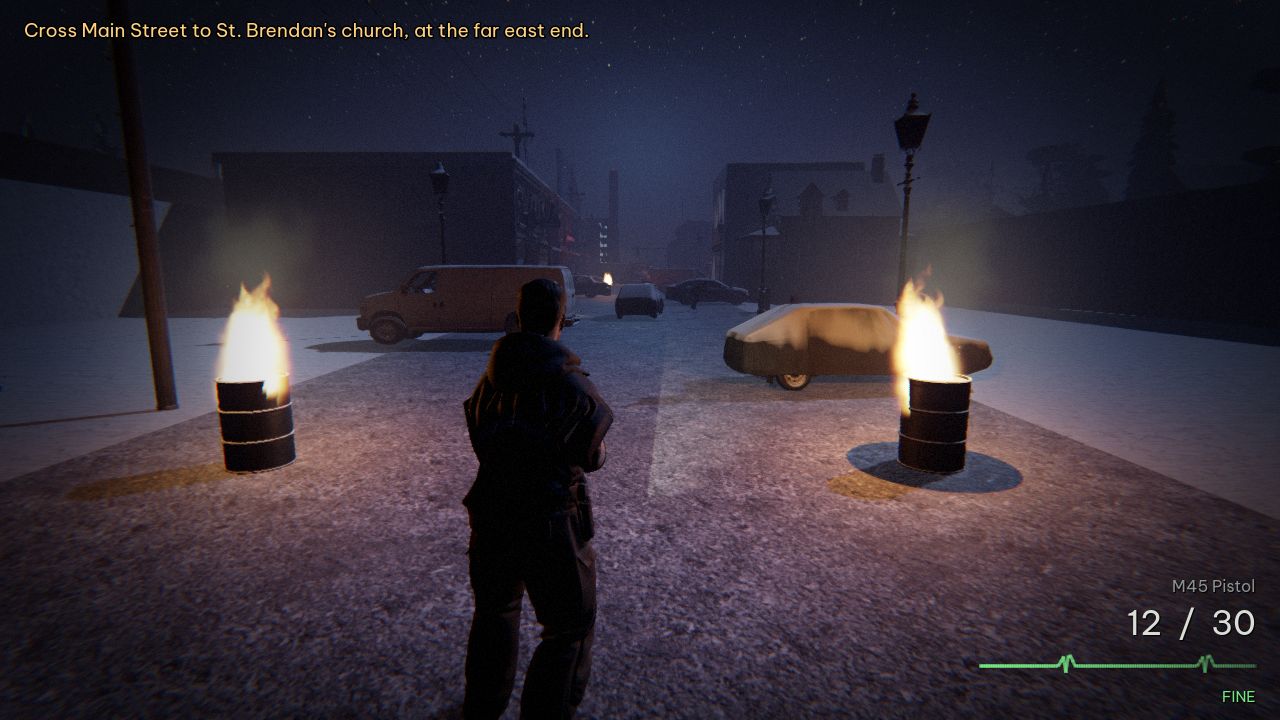 Cross Main Street to St. Brendan's church, at the far east end.
M45 Pistol
12 / 30
FINE